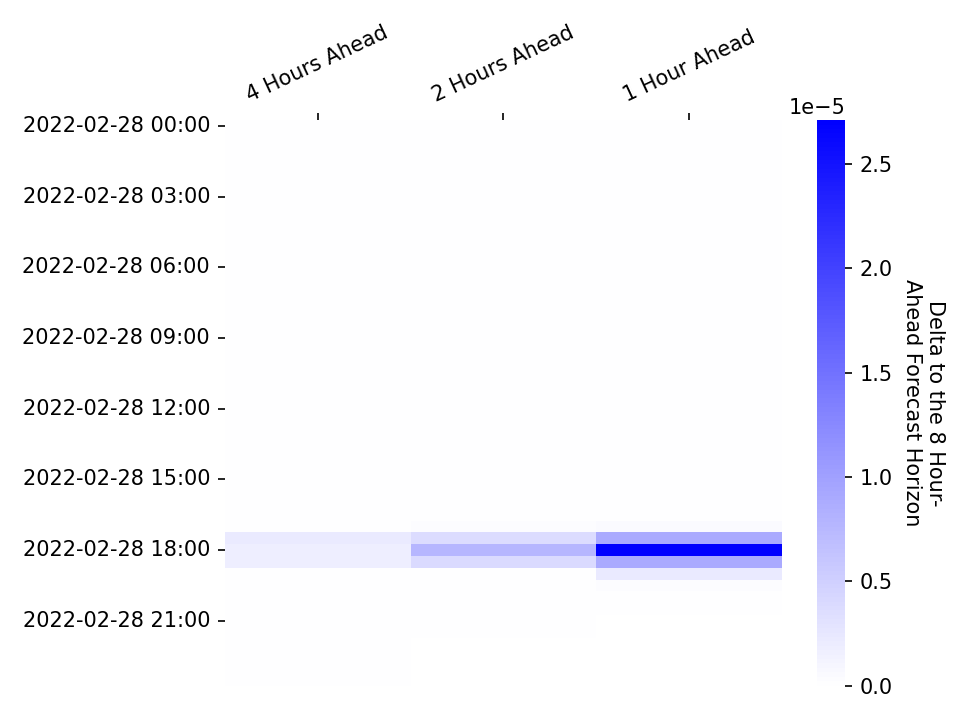 4 Hours Ahead
2 Hours Ahead
1 Hour Ahead
1e−5
2022-02-28 00:00
2022-02-28 03:00
2022-02-28 06:00
2022-02-28 09:00
2022-02-28 12:00
2022-02-28 15:00
2022-02-28 18:00
2022-02-28 21:00
2.5
2.0
1.5
1.0
0.5
0.0
Delta to the 8 Hour-
Ahead Forecast Horizon